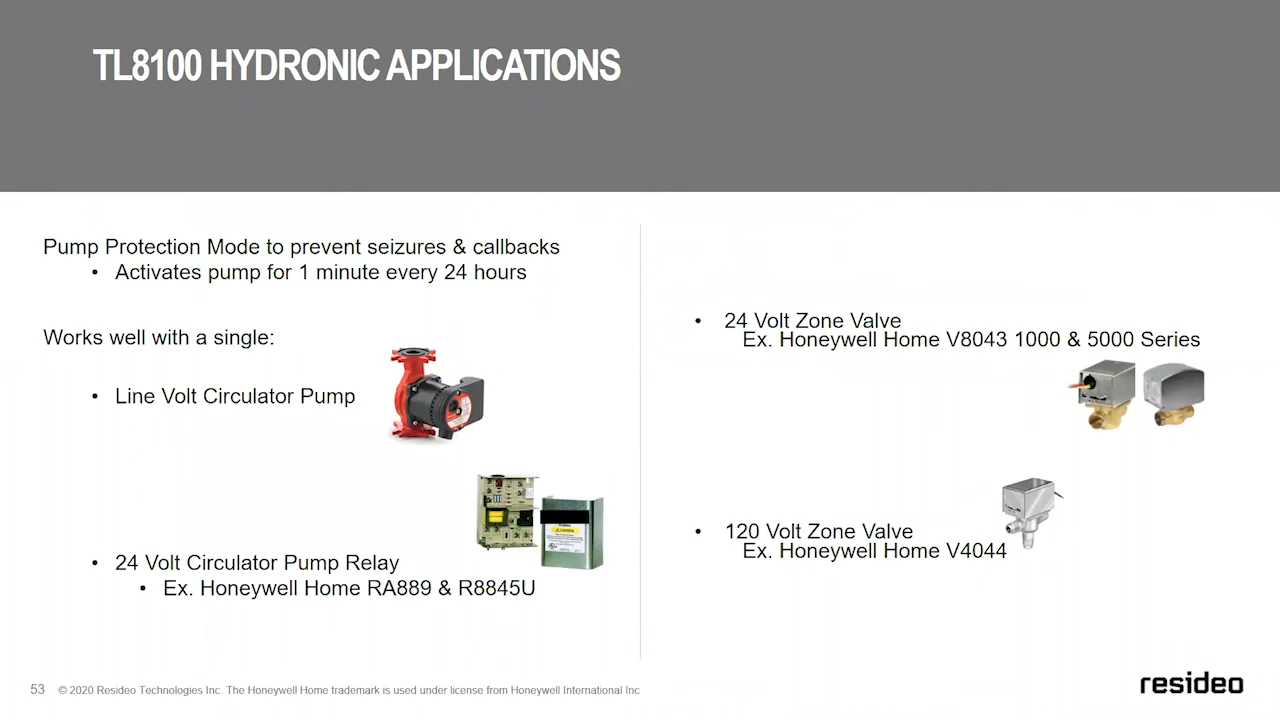 TL8100 HYDRONIC APPLICATIONS
Pump Protection Mode to prevent seizures & callbacks
• Activates pump for 1 minute every 24 hours
Works well with a single:
• Line Volt Circulator Pump
• 24 Volt Circulator Pump Relay
• Ex. Honeywell Home RA889 & R8845U
• 24 Volt Zone Valve
Ex. Honeywell Home V8043 1000 & 5000 Series
• 120 Volt Zone Valve
Ex. Honeywell Home V4044
53 © 2020 Resideo Technologies Inc. The Honeywell Home trademark is used under license from Honeywell International Inc
resideo